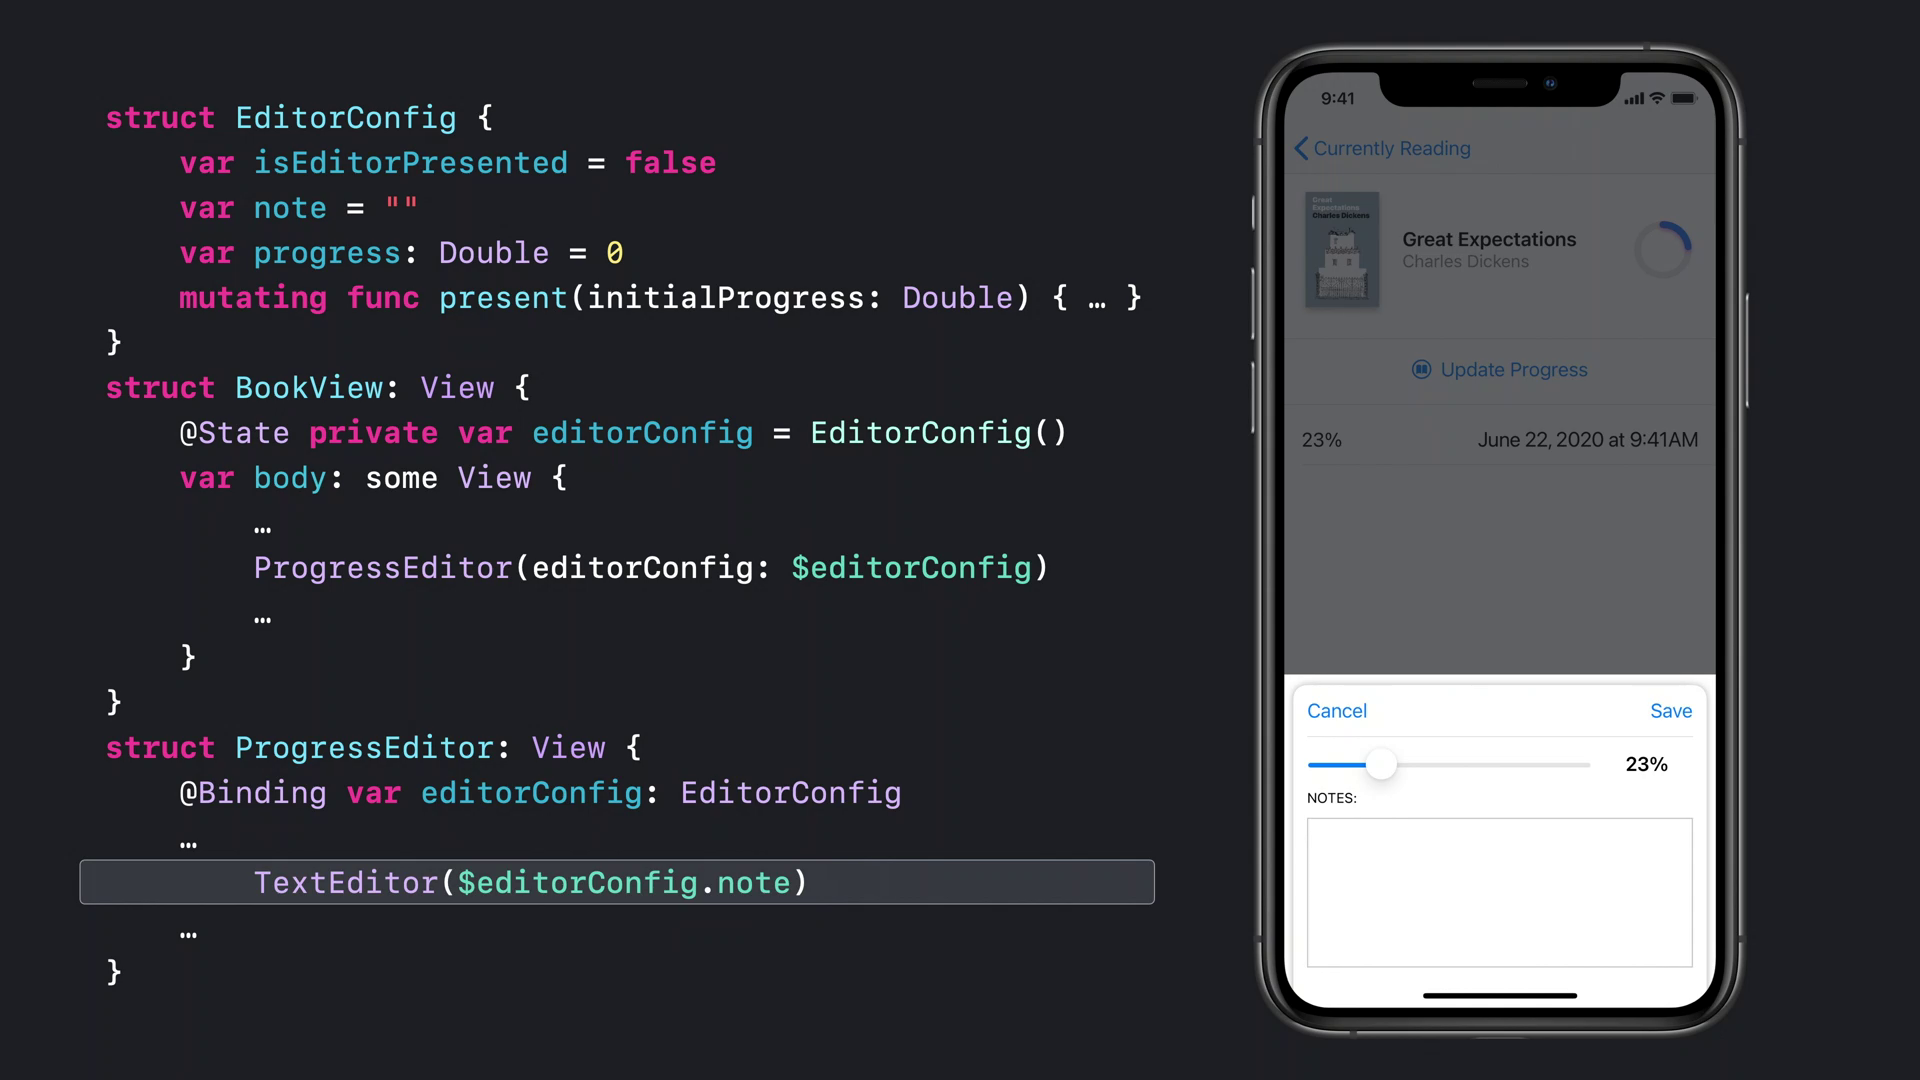 struct EditorConfig {
var isEditorPresented = false
var note = ""
var progress: Double = 0
mutating func present(initialProgress: Double) { … }
}
struct BookView: View {
@State private var editorConfig = EditorConfig()
var body: some View {
…
ProgressEditor(editorConfig: $editorConfig)
…
}
}
struct ProgressEditor: View {
@Binding var editorConfig: EditorConfig
…
TextEditor($editorConfig.note)
…
}
9:41
Currently Reading
Great
Expectations
Charles Dickens
Great Expectations
Charles Dickens
Update Progress
23% June 22, 2020 at 9:41AM
Cancel Save
23%
NOTES: